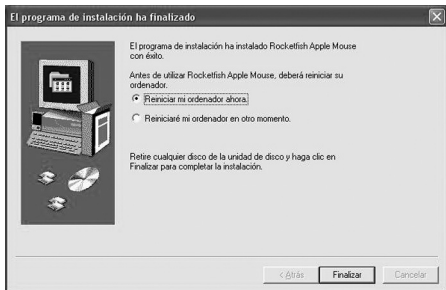 El programa de instalación ha finalizado
El programa de instalación ha instalado Rocketfish Apple Mouse
con éxito.
Antes de utilizar Rocketfish Apple Mouse, deberá reiniciar su
ordenador.
Reiniciar mi ordenador ahora.
Reiniciaré mi ordenador en otro momento.
Retire cualquier disco de la unidad de disco y haga clic en
Finalizar para completar la instalación.
< Atrás
Finalizar
Cancelar